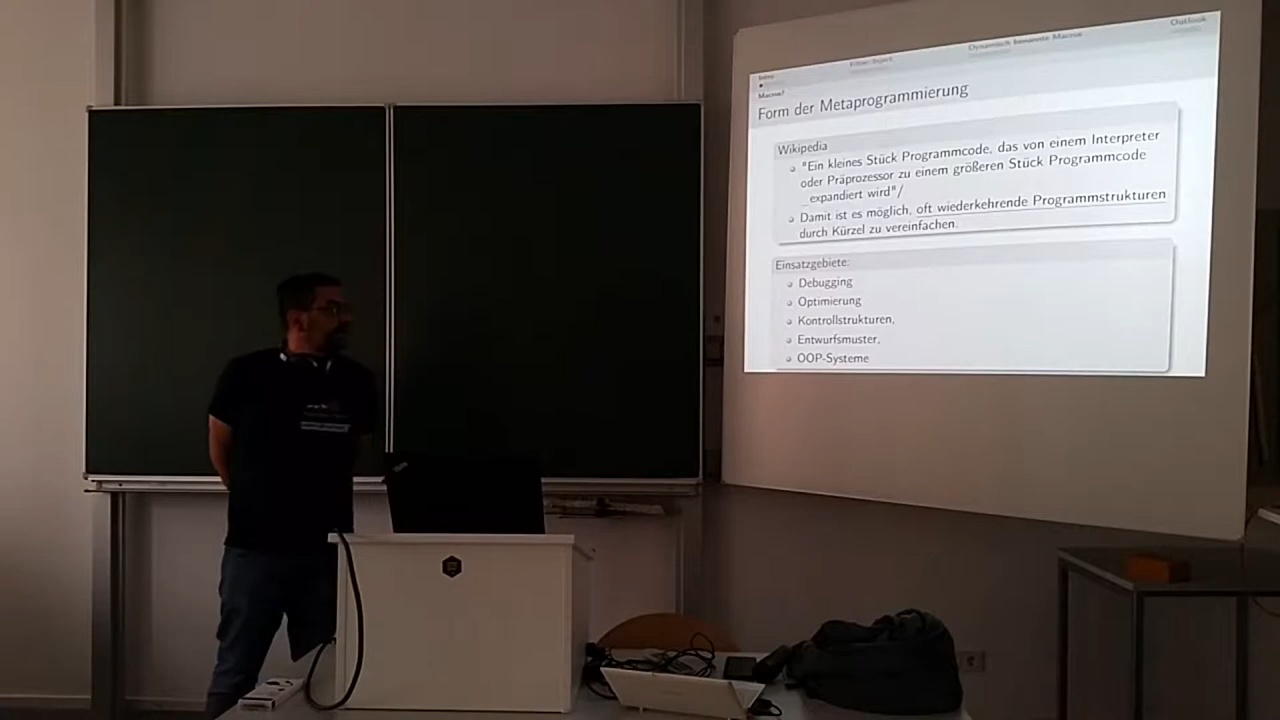 Intro
Dynamisch benannte Macros
Outlook
Macros?
Form der Metaprogrammierung
Wikipedia
"Ein kleines Stück Programmcode, das von einem Interpreter
oder Präprozessor zu einem größeren Stück Programmcode
expandiert wird"/
Damit ist es möglich, oft wiederkehrende Programmstrukturen
durch Kürzel zu vereinfachen.
Einsatzgebiete:
Debugging
Optimierung
Kontrollstrukturen,
Entwurfsmuster,
OOP-Systeme